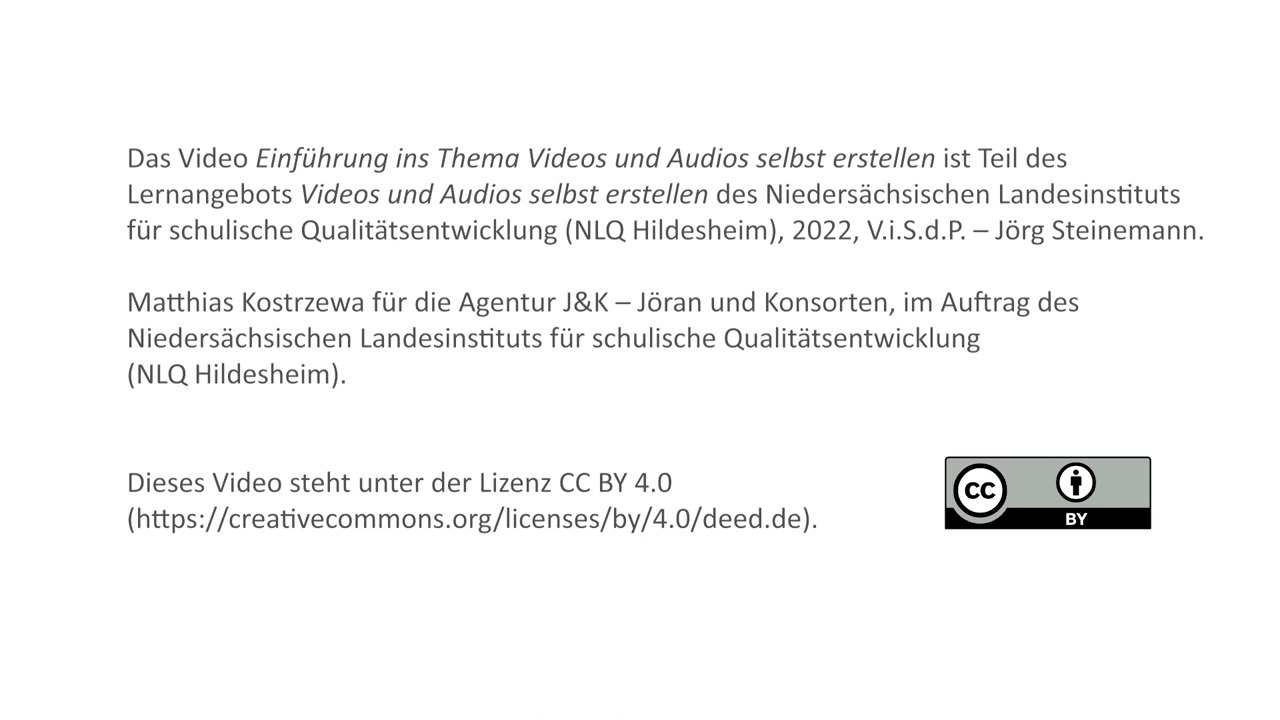 Das Video Einführung ins Thema Videos und Audios selbst erstellen ist Teil des
Lernangebots Videos und Audios selbst erstellen des Niedersächsischen Landesinstituts
für schulische Qualitätsentwicklung (NLQ Hildesheim), 2022, V.i.S.d.P. – Jörg Steinemann.
Matthias Kostrzewa für die Agentur J&K – Jöran und Konsorten, im Auftrag des
Niedersächsischen Landesinstituts für schulische Qualitätsentwicklung
(NLQ Hildesheim).
Dieses Video steht unter der Lizenz CC BY 4.0
(https://creativecommons.org/licenses/by/4.0/deed.de).
CC
BY